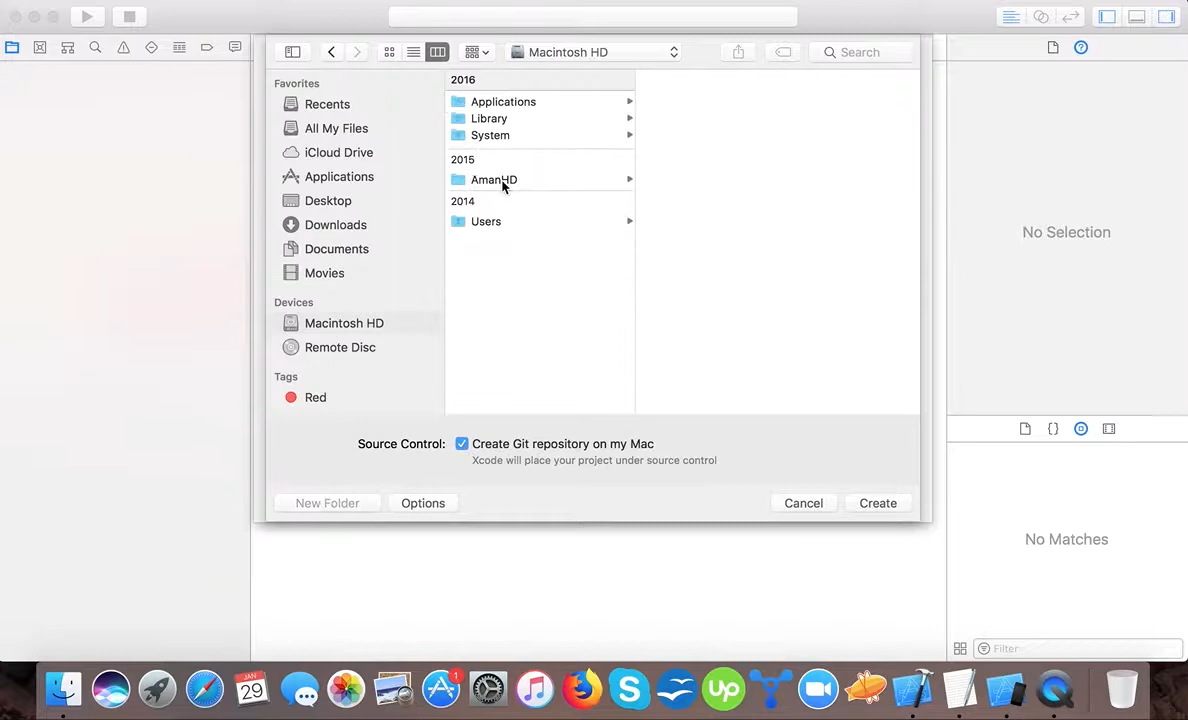 Macintosh HD
Search
Favorites
Recents
All My Files
iCloud Drive
Applications
Desktop
Downloads
Documents
Movies
Devices
Macintosh HD
Remote Disc
Tags
Red
2016
Applications
Library
System
2015
AmanHD
2014
Users
Source Control: Create Git repository on my Mac
Xcode will place your project under source control
New Folder
Options
Cancel
Create
No Selection
No Matches
Filter
JAN
29
1
Up